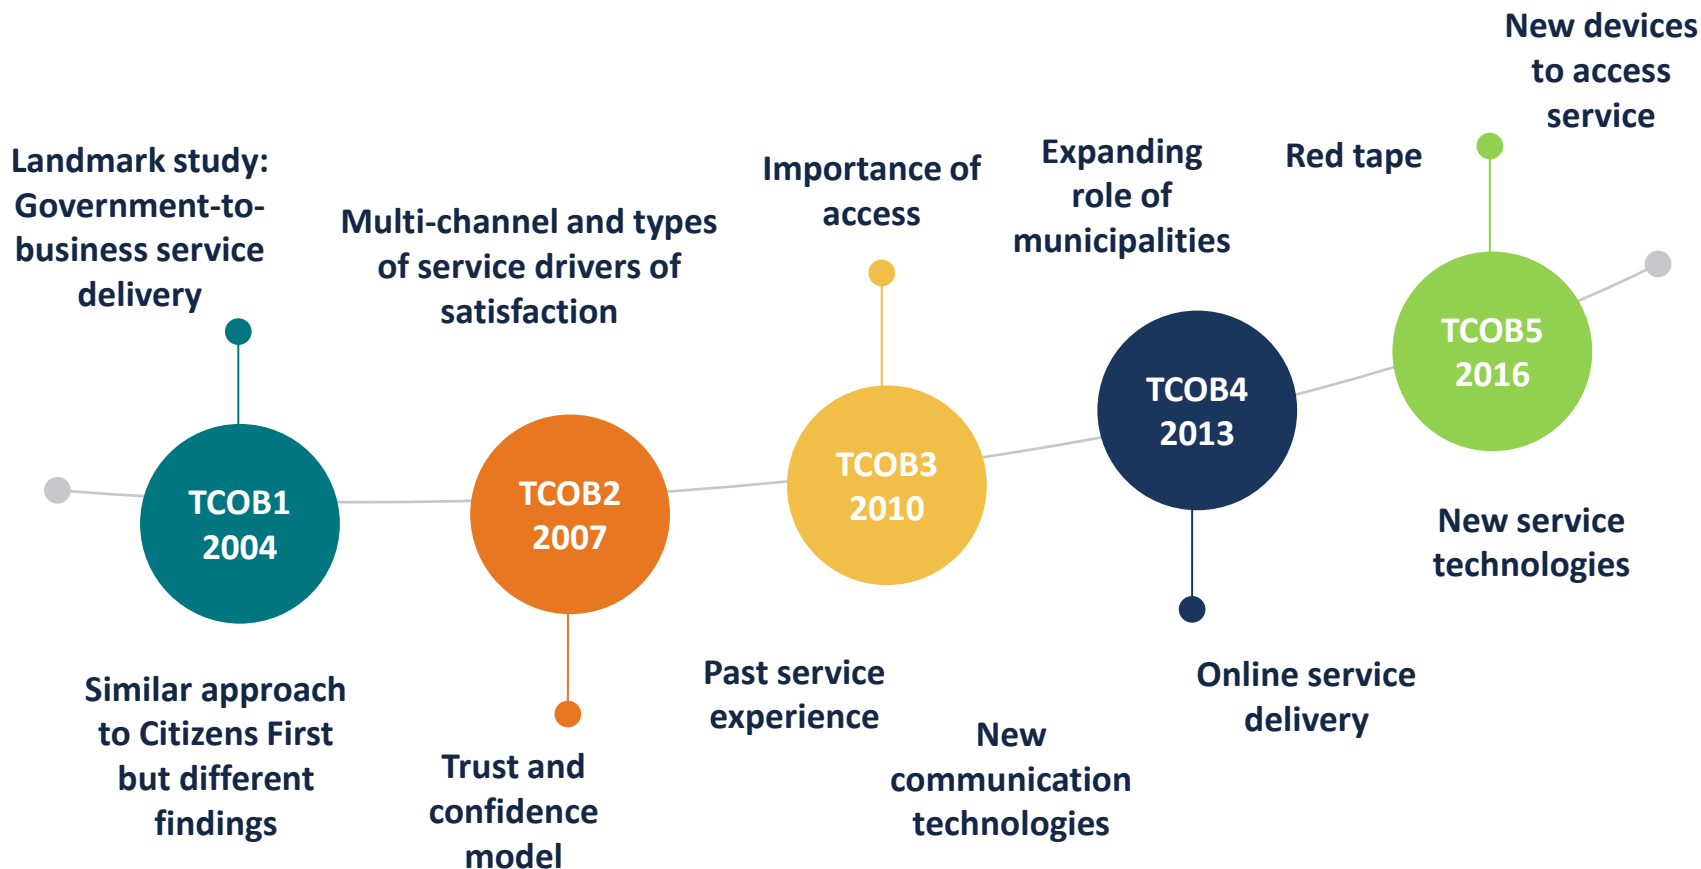 Landmark study:
Government-to-
business service
delivery
TCOB1
2004
Similar approach
to Citizens First
but different
findings
Multi-channel and types
of service drivers of
satisfaction
TCOB2
2007
Trust and
confidence
model
Importance of
access
TCOB3
2010
Past service
experience
New
communication
technologies
Expanding
role of
municipalities
TCOB4
2013
Online service
delivery
Red tape
New devices
to access
service
TCOB5
2016
New service
technologies